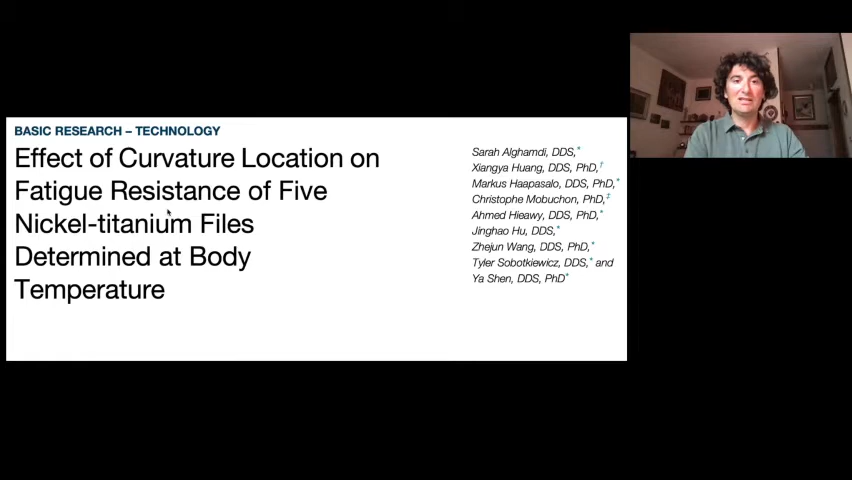 BASIC RESEARCH – TECHNOLOGY
Effect of Curvature Location on
Fatigue Resistance of Five
Nickel-titanium Files
Determined at Body
Temperature
Sarah Alghamdi, DDS,*
Xiangya Huang, DDS, PhD,†
Markus Haapasalo, DDS, PhD,*
Christophe Mobuchon, PhD,‡
Ahmed Hieawy, DDS, PhD,*
Jinghao Hu, DDS,*
Zhejun Wang, DDS, PhD,*
Tyler Sobotkiewicz, DDS,* and
Ya Shen, DDS, PhD*